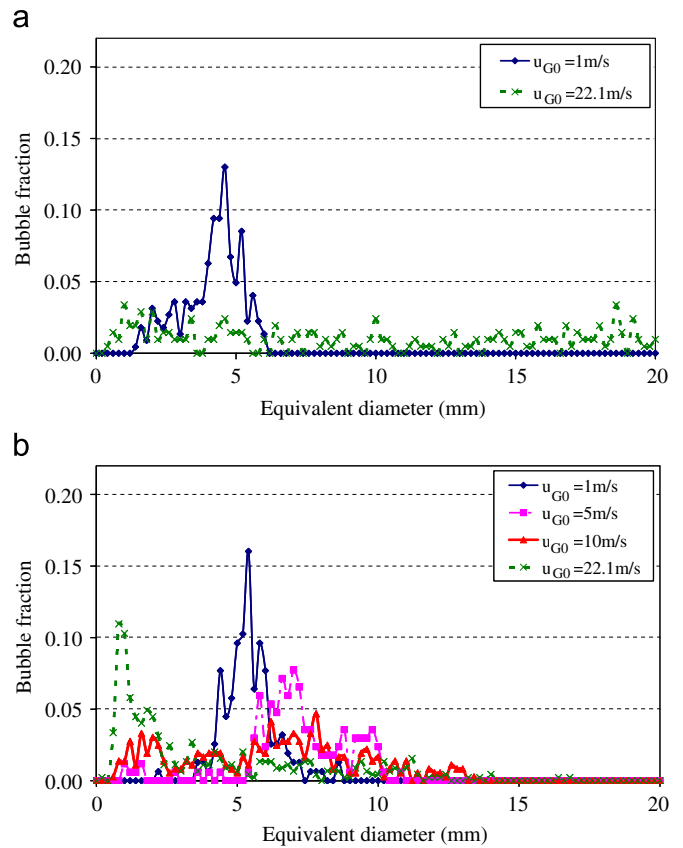 a
0.20
0.15
0.10
0.05
0.00
Bubble fraction
u_G0 =1m/s
u_G0 =22.1m/s
0 5 10 15 20
Equivalent diameter (mm)
b
0.20
0.15
0.10
0.05
0.00
Bubble fraction
u_G0 =1m/s
u_G0 =5m/s
u_G0 =10m/s
u_G0 =22.1m/s
0 5 10 15 20
Equivalent diameter (mm)